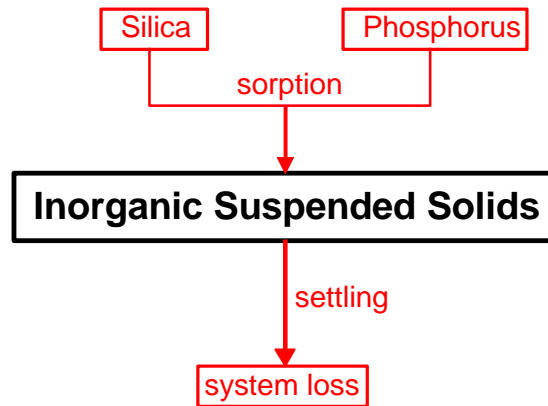 Silica
Phosphorus
sorption
Inorganic Suspended Solids
settling
system loss